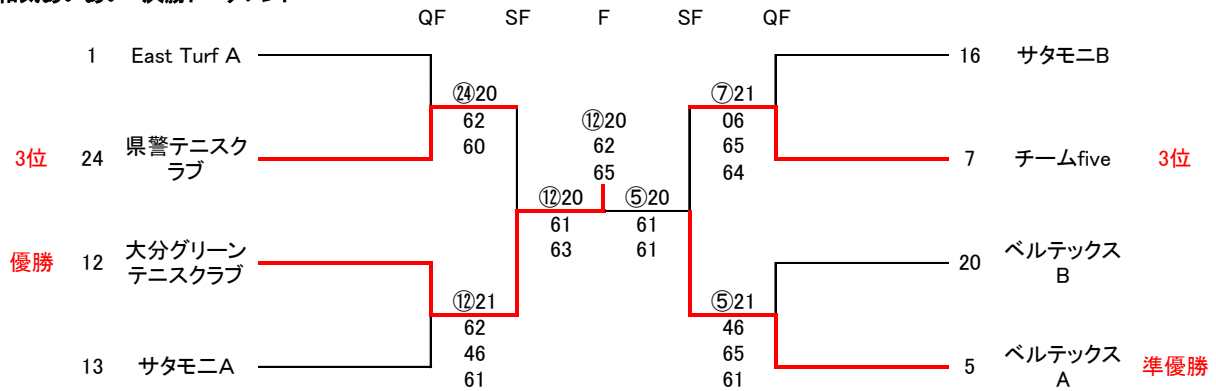 QF SF F SF QF
1 East Turf A
16 サタモニB
㉔20
62
60
⑫20
62
65
⑦21
06
65
64
3位 24 県警テニスク
ラブ
7 チームfive 3位
⑫20
61
63
⑤20
61
61
優勝 12 大分グリーン
テニスクラブ
20 ベルテックス
B
⑫21
62
46
61
⑤21
46
65
61
13 サタモニA
5 ベルテックス
A 準優勝